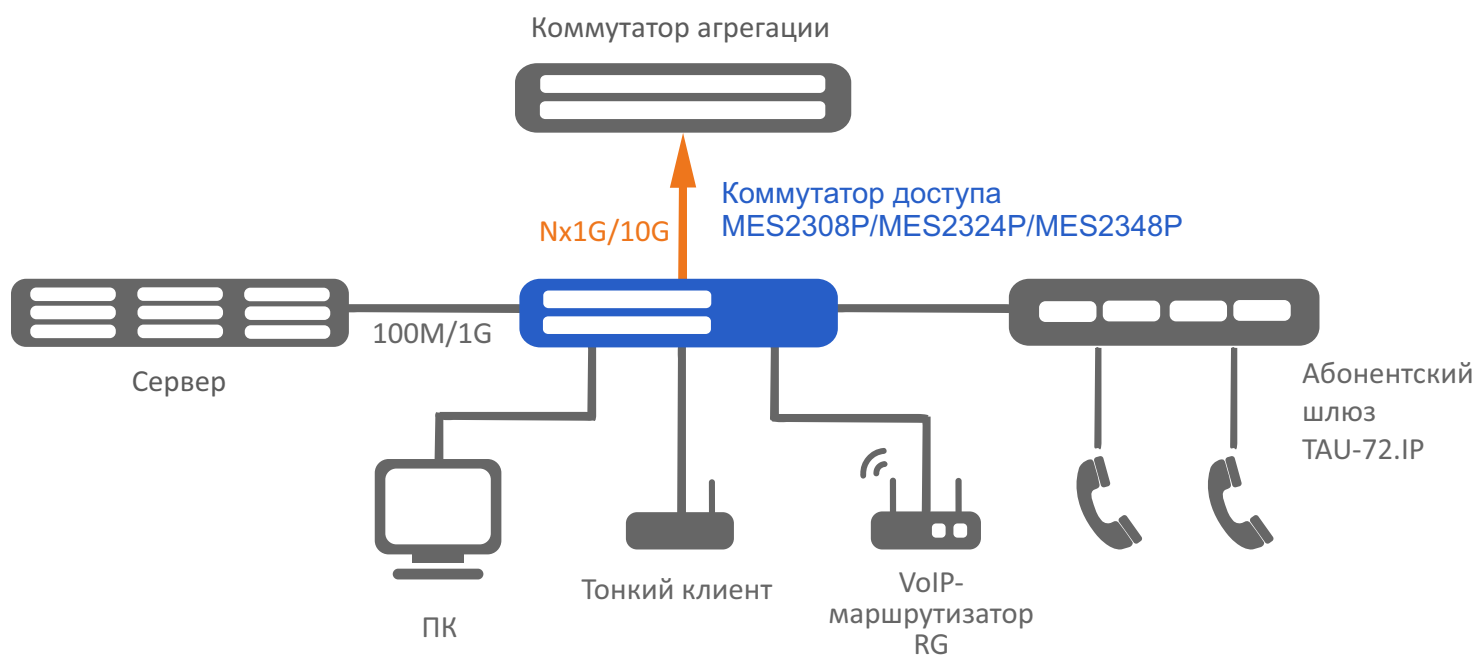 Коммутатор агрегации
Коммутатор доступа
MES2308P/MES2324P/MES2348P
Nx1G/10G
100M/1G
Сервер
Абонентский
шлюз
TAU-72.IP
ПК
Тонкий клиент
VoIP-
маршрутизатор
RG